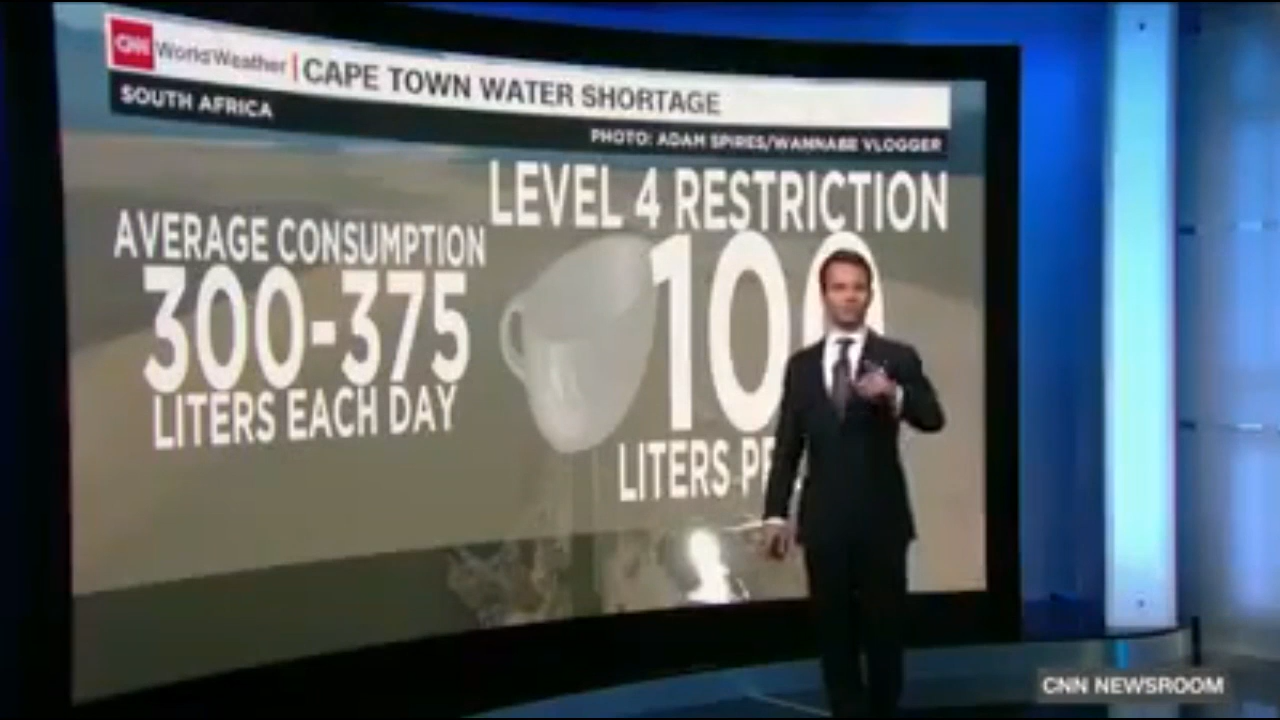 CNN WorldWeather | CAPE TOWN WATER SHORTAGE
SOUTH AFRICA
PHOTO: ADAM SPIRES/WANNABE VLOGGER
AVERAGE CONSUMPTION
300-375
LITERS EACH DAY
LEVEL 4 RESTRICTION
100
LITERS
CNN NEWSROOM